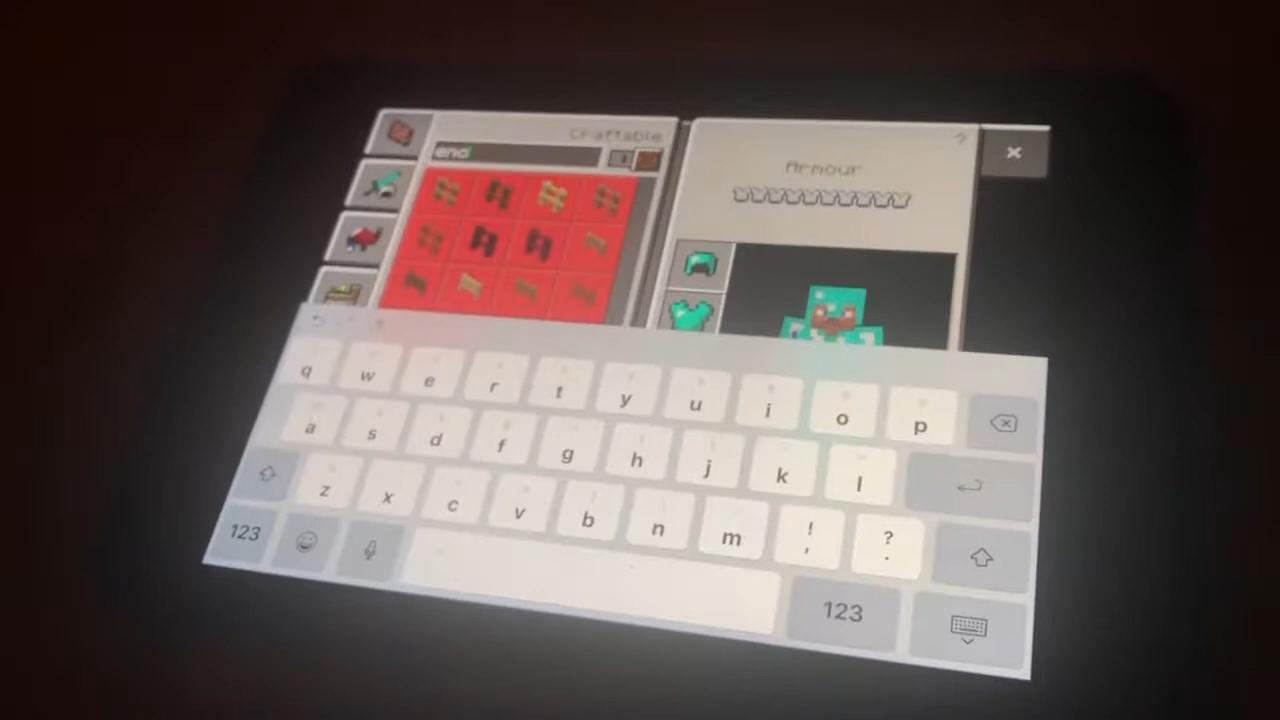 Craftable
end
?
Armour
x
q w e r t y u i o p
a s d f g h j k l
z x c v b n m ! , ? .
123 123